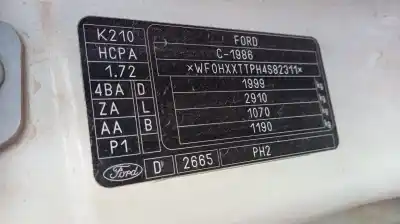 K210 FORD
HCPA C-1986
1.72 *WF0HXXTTPH4S82311*
4BA D 1999
ZA L 2910
AA B 1070
P1 1190
Ford D 2665 PH2